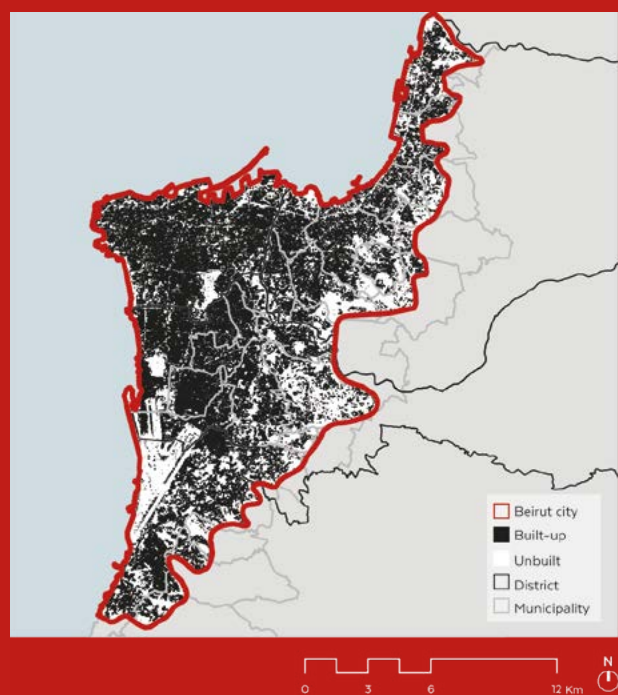 Beirut city
Built-up
Unbuilt
District
Municipality
N
0 3 6 12 Km